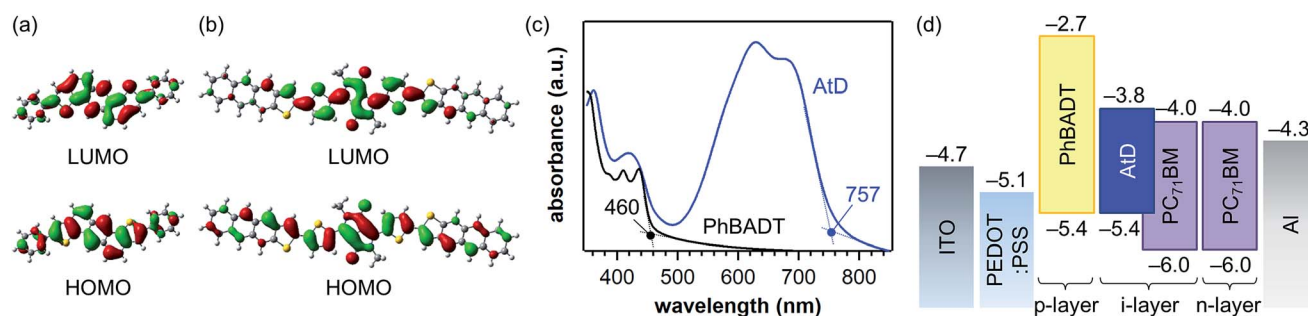 (a)
LUMO
HOMO
(b)
LUMO
HOMO
(c)
absorbance (a.u.)
AtD
460
PhBADT
757
400 500 600 700 800
wavelength (nm)
(d)
–4.7
ITO
–5.1
PEDOT
:PSS
–2.7
PhBADT
–5.4
–3.8
AtD
–5.4
–4.0
PC₇₁BM
–6.0
–4.0
PC₇₁BM
–6.0
–4.3
Al
p-layer i-layer n-layer